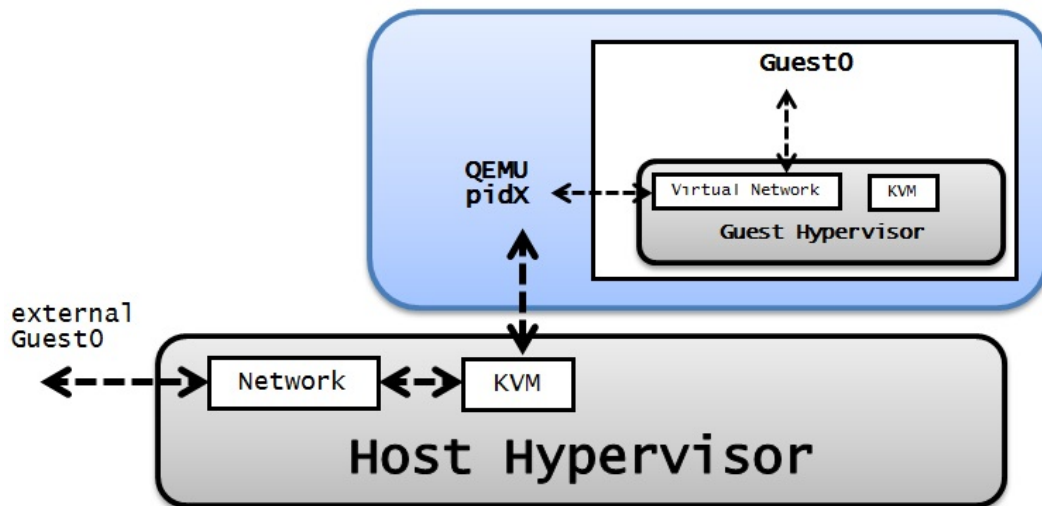 Guest0
QEMU
pidX
Virtual Network
KVM
Guest Hypervisor
external
Guest0
Network
KVM
Host Hypervisor